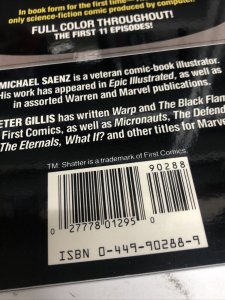 In book form for the first time, the
only science-fiction comic produced by computer.
FULL COLOR THROUGHOUT!
THE FIRST 11 EPISODES!
MICHAEL SAENZ is a veteran comic-book illustrator.
His work has appeared in Epic Illustrated, as well as
in assorted Warren and Marvel publications.
ETER GILLIS has written Warp and The Black Flam
First Comics, as well as Micronauts, The Defend
The Eternals, What If? and other titles for Marvel
TM: Shatter is a trademark of First Comics.
90288
0 27778 01295 0
ISBN 0-449-90288-9